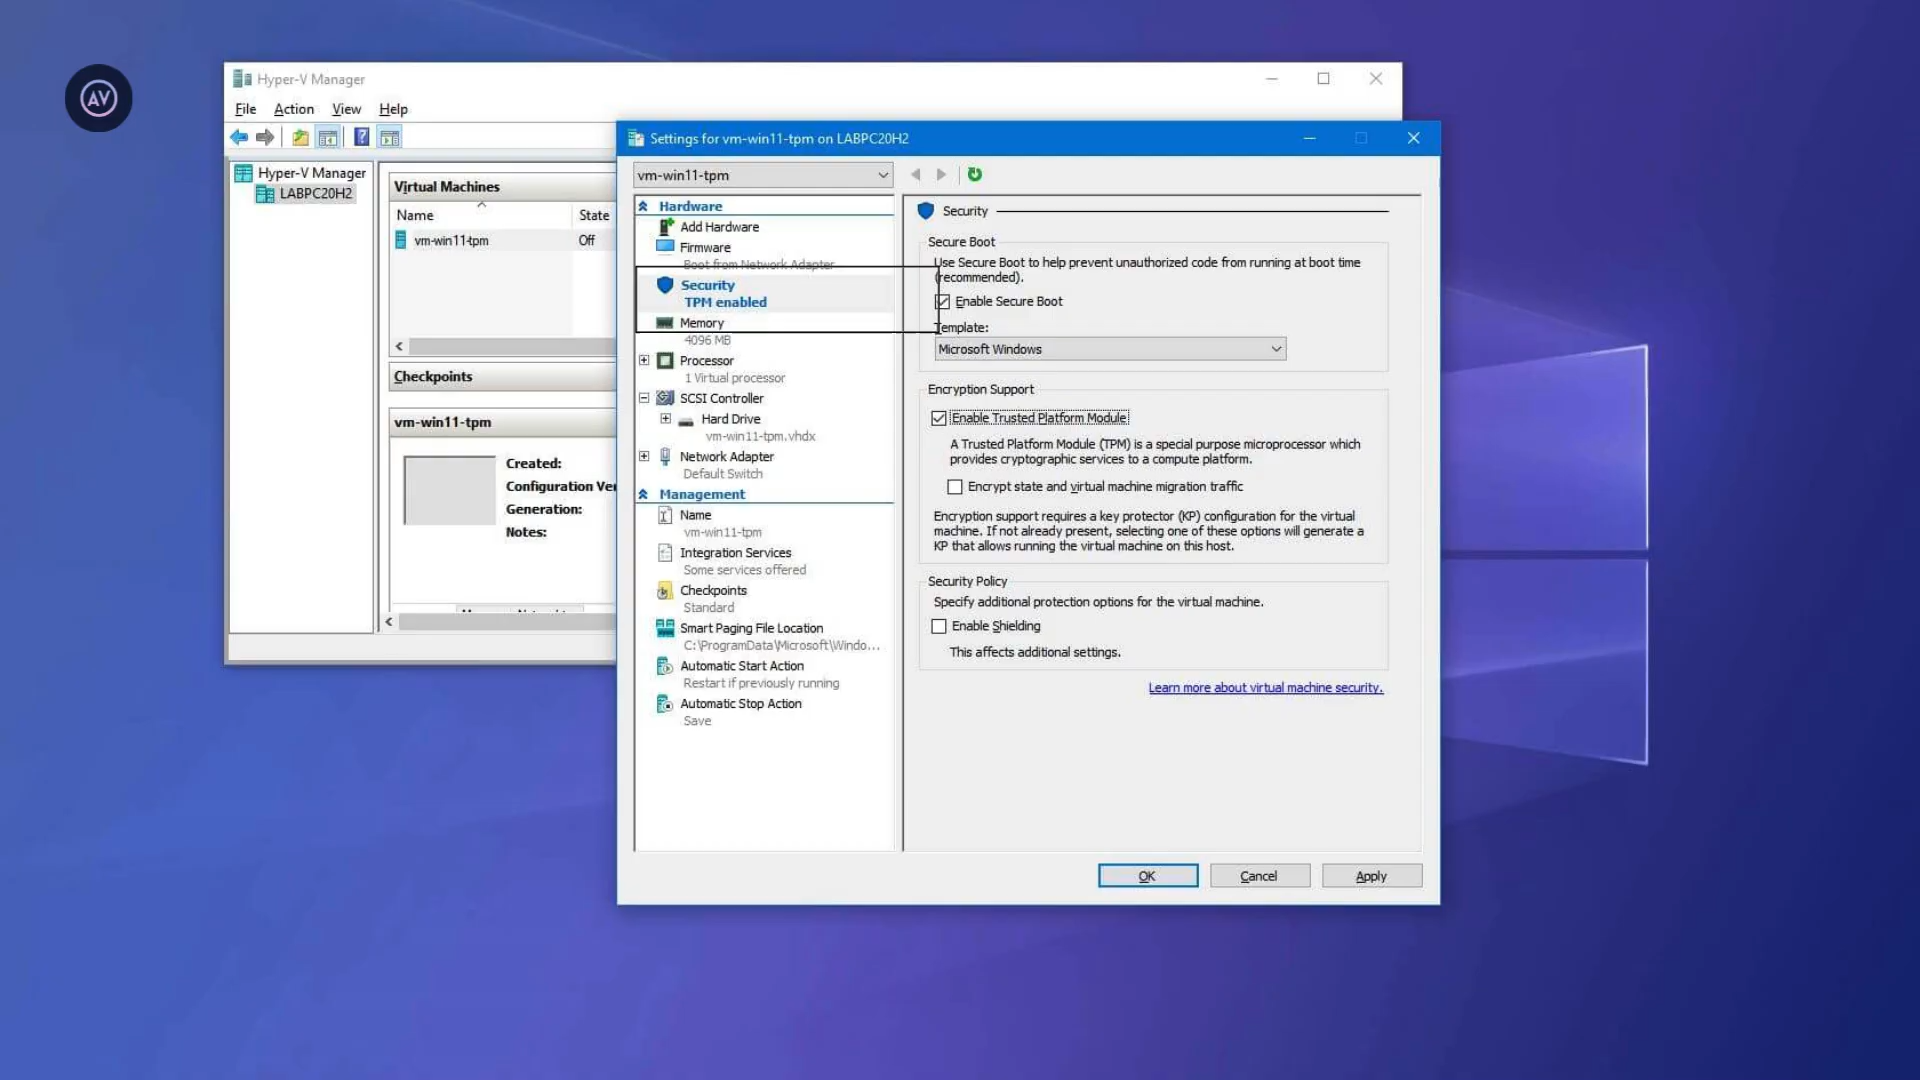 AV
Hyper-V Manager
File Action View Help
Hyper-V Manager
LABPC20H2
Virtual Machines
Name State
vm-win11-tpm Off
Checkpoints
vm-win11-tpm
Created:
Configuration Ver
Generation:
Notes:
Settings for vm-win11-tpm on LABPC20H2
vm-win11-tpm
Hardware
Add Hardware
Firmware
Boot from Network Adapter
Security
TPM enabled
Memory
4096 MB
Processor
1 Virtual processor
SCSI Controller
Hard Drive
vm-win11-tpm.vhdx
Network Adapter
Default Switch
Management
Name
vm-win11-tpm
Integration Services
Some services offered
Checkpoints
Standard
Smart Paging File Location
C:\ProgramData\Microsoft\Windo...
Automatic Start Action
Restart if previously running
Automatic Stop Action
Save
Security
Secure Boot
Use Secure Boot to help prevent unauthorized code from running at boot time
(recommended).
Enable Secure Boot
Template:
Microsoft Windows
Encryption Support
Enable Trusted Platform Module
A Trusted Platform Module (TPM) is a special purpose microprocessor which
provides cryptographic services to a compute platform.
Encrypt state and virtual machine migration traffic
Encryption support requires a key protector (KP) configuration for the virtual
machine. If not already present, selecting one of these options will generate a
KP that allows running the virtual machine on this host.
Security Policy
Specify additional protection options for the virtual machine.
Enable Shielding
This affects additional settings.
Learn more about virtual machine security.
OK Cancel Apply